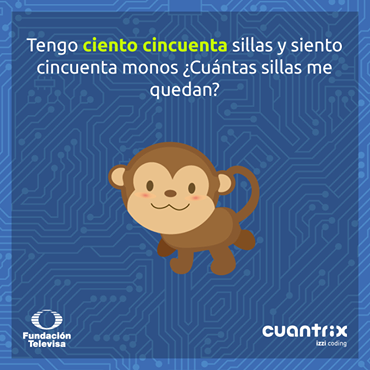 Tengo ciento cincuenta sillas y siento
cincuenta monos ¿Cuántas sillas me
quedan?
Fundación
Televisa
cuantrix
izzi coding